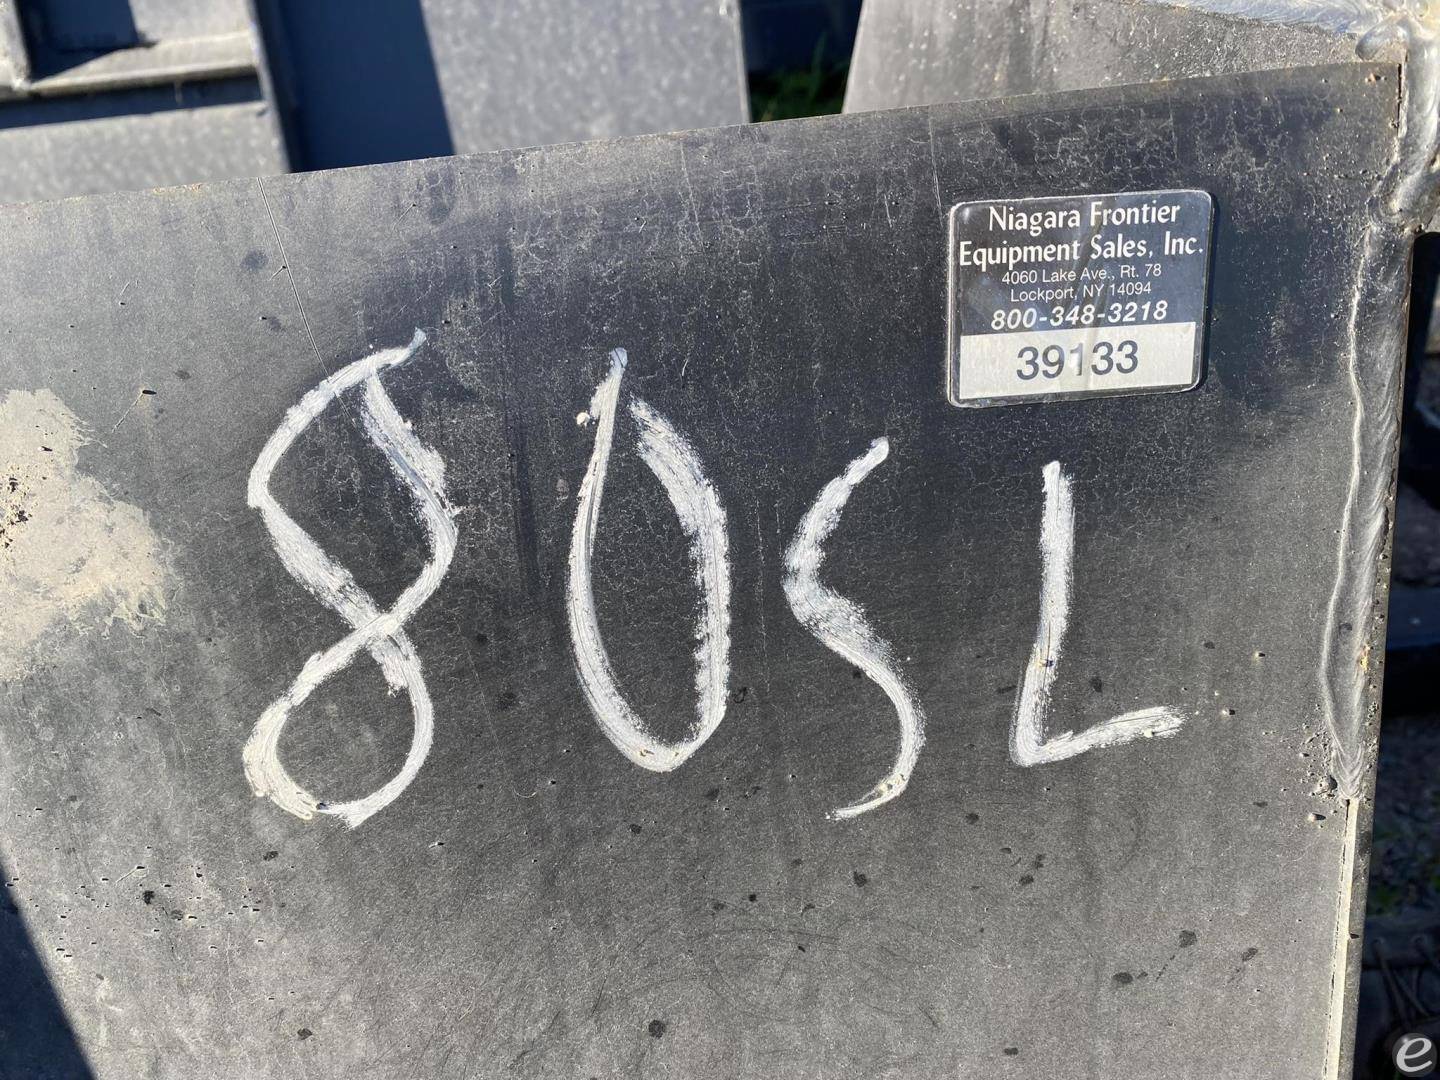 Niagara Frontier
Equipment Sales, Inc.
4060 Lake Ave., Rt. 78
Lockport, NY 14094
800-348-3218
39133
80SL
e